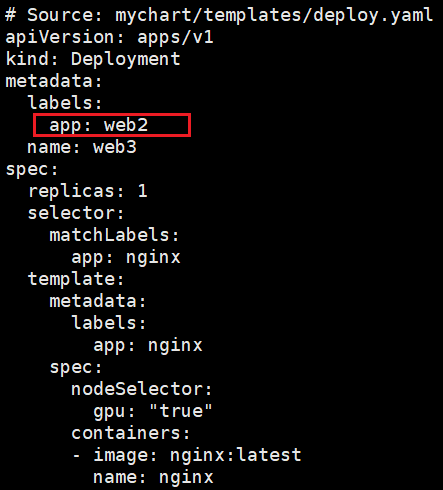 # Source: mychart/templates/deploy.yaml
apiVersion: apps/v1
kind: Deployment
metadata:
  labels:
    app: web2
  name: web3
spec:
  replicas: 1
  selector:
    matchLabels:
      app: nginx
  template:
    metadata:
      labels:
        app: nginx
    spec:
      nodeSelector:
        gpu: "true"
      containers:
      - image: nginx:latest
        name: nginx